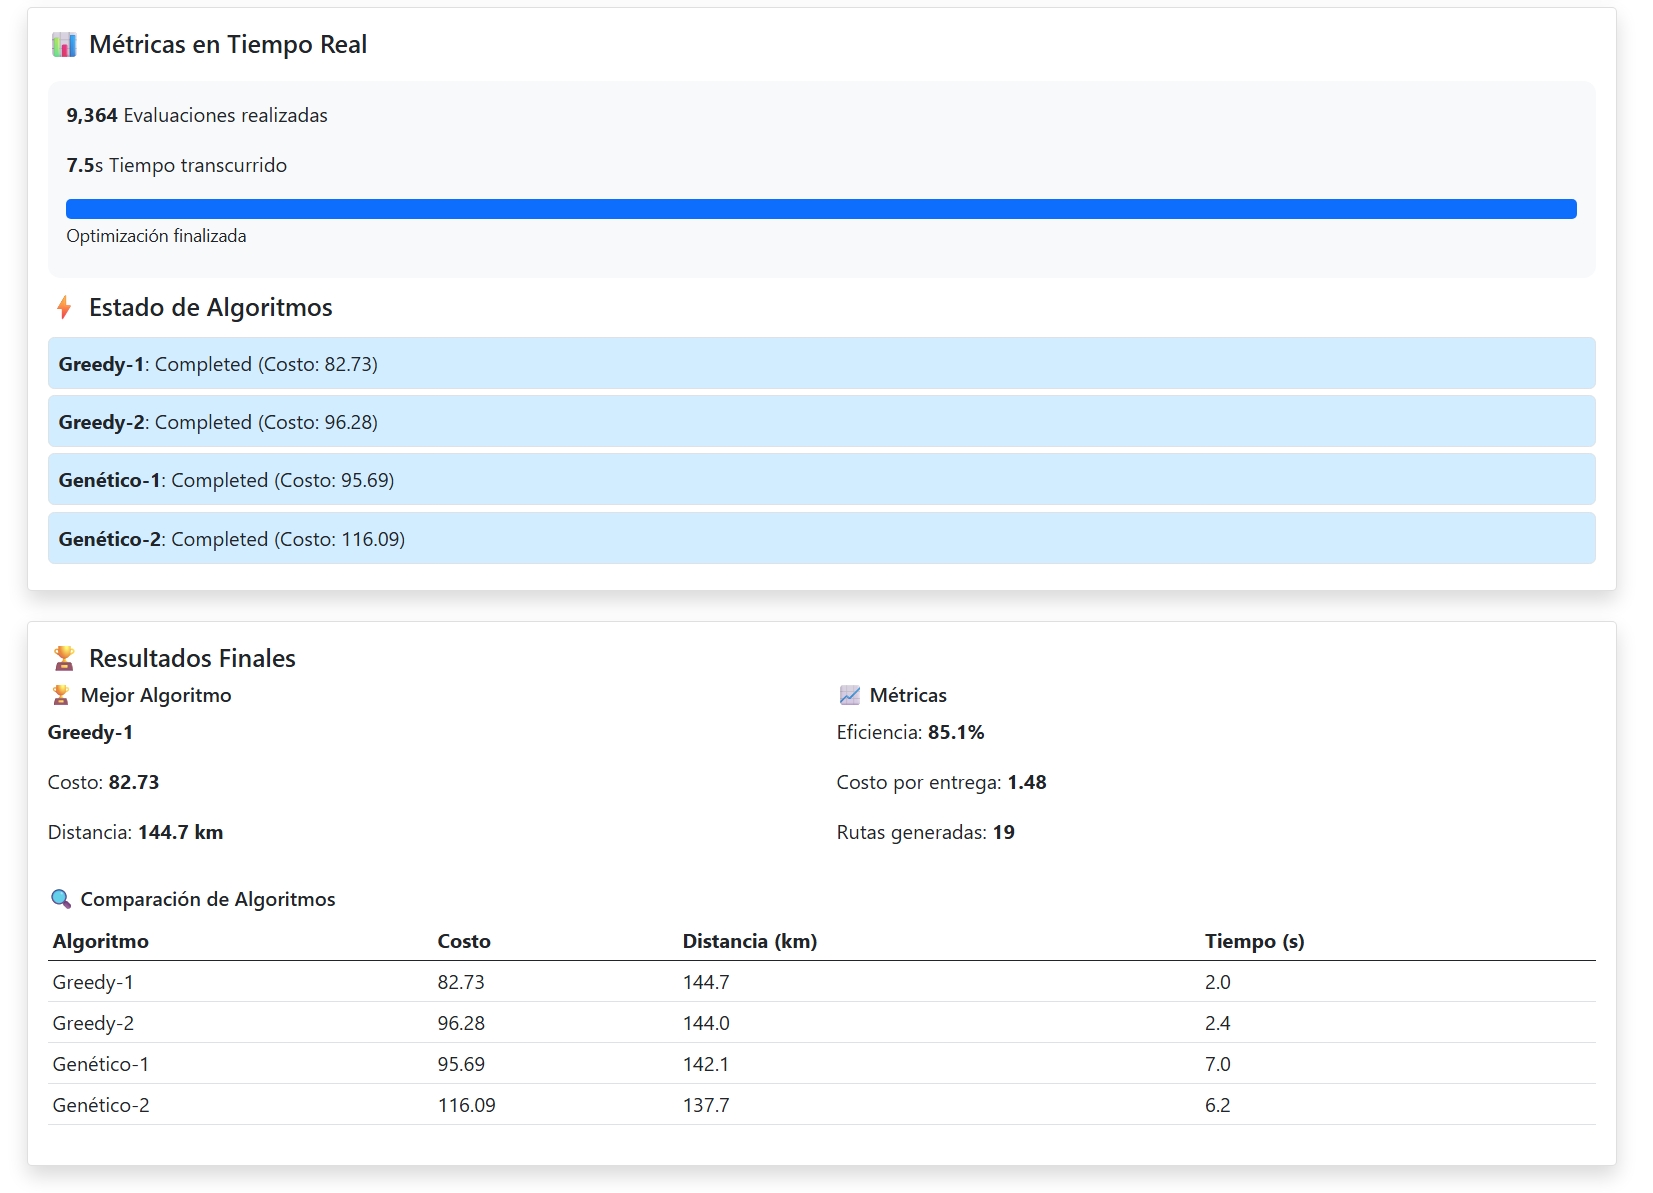 Métricas en Tiempo Real
9,364 Evaluaciones realizadas
7.5s Tiempo transcurrido
Optimización finalizada
Estado de Algoritmos
Greedy-1: Completed (Costo: 82.73)
Greedy-2: Completed (Costo: 96.28)
Genético-1: Completed (Costo: 95.69)
Genético-2: Completed (Costo: 116.09)
Resultados Finales
Mejor Algoritmo
Greedy-1
Costo: 82.73
Distancia: 144.7 km
Métricas
Eficiencia: 85.1%
Costo por entrega: 1.48
Rutas generadas: 19
Comparación de Algoritmos
Algoritmo Costo Distancia (km) Tiempo (s)
Greedy-1 82.73 144.7 2.0
Greedy-2 96.28 144.0 2.4
Genético-1 95.69 142.1 7.0
Genético-2 116.09 137.7 6.2